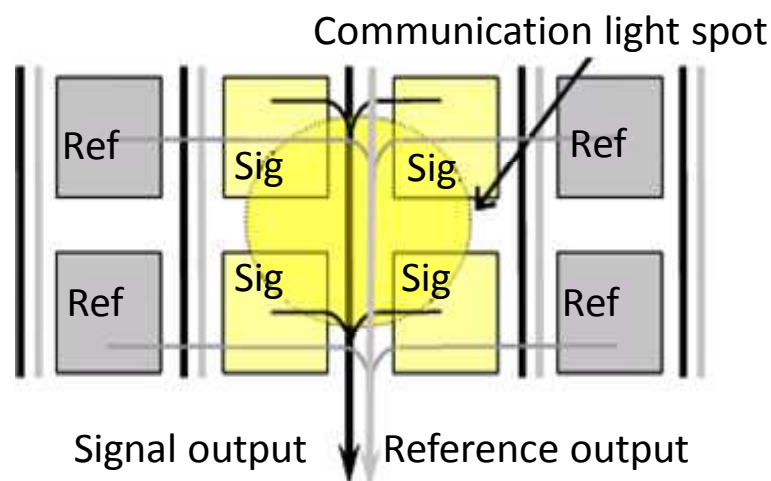 Communication light spot
Ref
Sig
Sig
Ref
Ref
Sig
Sig
Ref
Signal output
Reference output